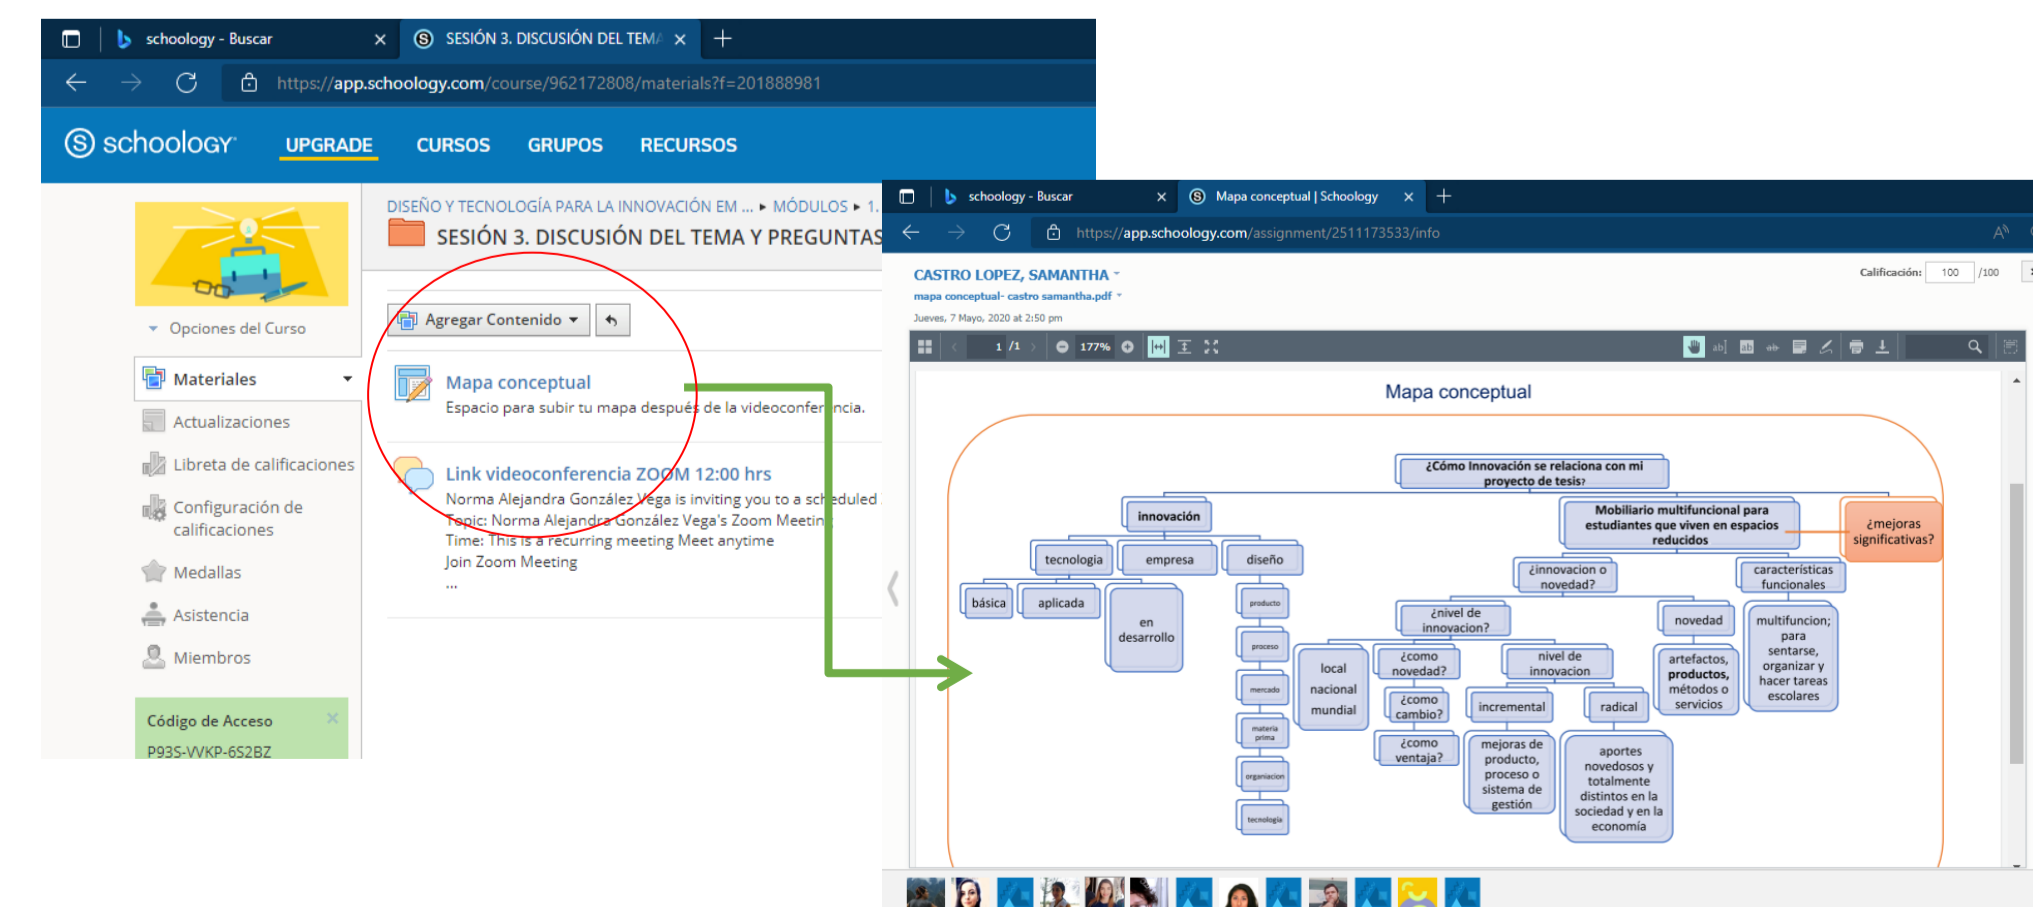 schoology - Buscar
SESIÓN 3. DISCUSIÓN DEL TEMA
https://app.schoology.com/course/962172808/materials?f=201888981
schoology
UPGRADE CURSOS GRUPOS RECURSOS
DISEÑO Y TECNOLOGÍA PARA LA INNOVACIÓN EM ... ▸ MÓDULOS ▸ 1.
SESIÓN 3. DISCUSIÓN DEL TEMA Y PREGUNTAS
Opciones del Curso
Materiales
Actualizaciones
Libreta de calificaciones
Configuración de
calificaciones
Medallas
Asistencia
Miembros
Código de Acceso
P93S-VVKP-6S2BZ
Agregar Contenido
Mapa conceptual
Espacio para subir tu mapa después de la videoconferencia.
Link videoconferencia ZOOM 12:00 hrs
Norma Alejandra González Vega is inviting you to a scheduled
Topic: Norma Alejandra González Vega's Zoom Meeting
Time: This is a recurring meeting Meet anytime
Join Zoom Meeting
...
schoology - Buscar
Mapa conceptual | Schoology
https://app.schoology.com/assignment/2511173533/info
CASTRO LOPEZ, SAMANTHA
Calificación: 100 /100
mapa conceptual- castro samantha.pdf
Jueves, 7 Mayo, 2020 at 2:50 pm
1 /1
177%
Mapa conceptual
¿Cómo Innovación se relaciona con mi
proyecto de tesis?
innovación
tecnologia
empresa
diseño
básica
aplicada
en
desarrollo
producto
proceso
mercado
materia
prima
organiacion
tecnologia
Mobiliario multifuncional para
estudiantes que viven en espacios
reducidos
¿mejoras
significativas?
¿innovacion o
novedad?
características
funcionales
¿nivel de
innovacion?
novedad
multifuncion;
para
sentarse,
organizar y
hacer tareas
escolares
local
nacional
mundial
¿como
novedad?
¿como
cambio?
¿como
ventaja?
nivel de
innovacion
artefactos,
productos,
métodos o
servicios
incremental
radical
mejoras de
producto,
proceso o
sistema de
gestión
aportes
novedosos y
totalmente
distintos en la
sociedad y en la
economía